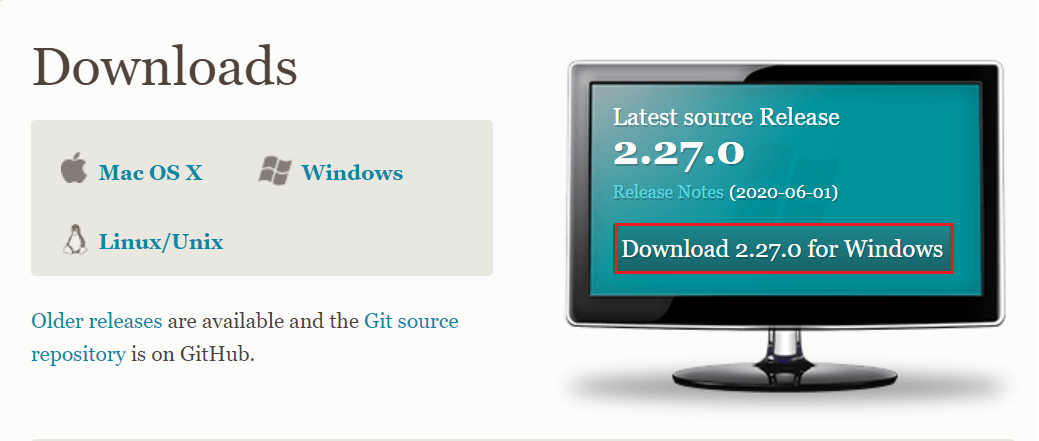 Downloads
Mac OS X
Windows
Linux/Unix
Older releases are available and the Git source
repository is on GitHub.
Latest source Release
2.27.0
Release Notes (2020-06-01)
Download 2.27.0 for Windows